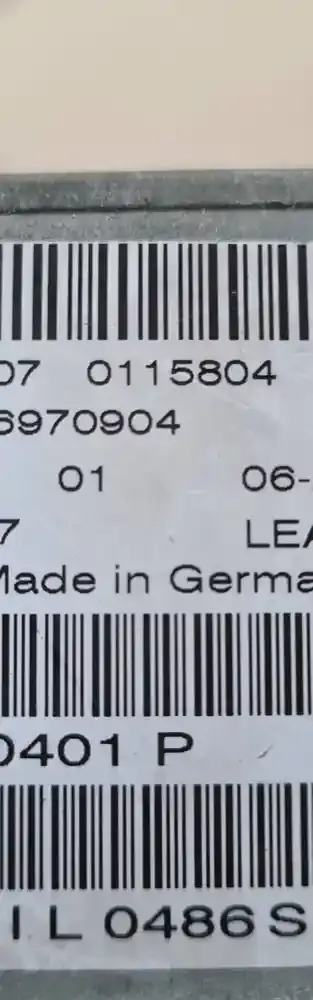 07 0115804
6970904
01 06-
7 LEA
Made in Germa
0401 P
I L 0486 S